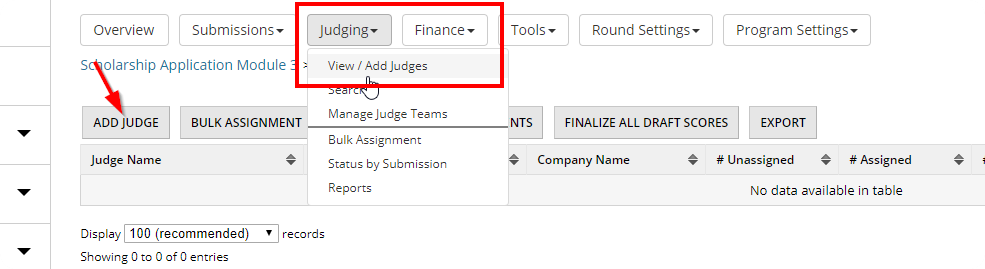 Overview Submissions Judging Finance Tools Round Settings Program Settings
Scholarship Application Module 3 >
View / Add Judges
Search
Manage Judge Teams
Bulk Assignment
Status by Submission
Reports
ADD JUDGE BULK ASSIGNMENT NTS FINALIZE ALL DRAFT SCORES EXPORT
Judge Name Company Name # Unassigned # Assigned #
No data available in table
Display 100 (recommended) records
Showing 0 to 0 of 0 entries